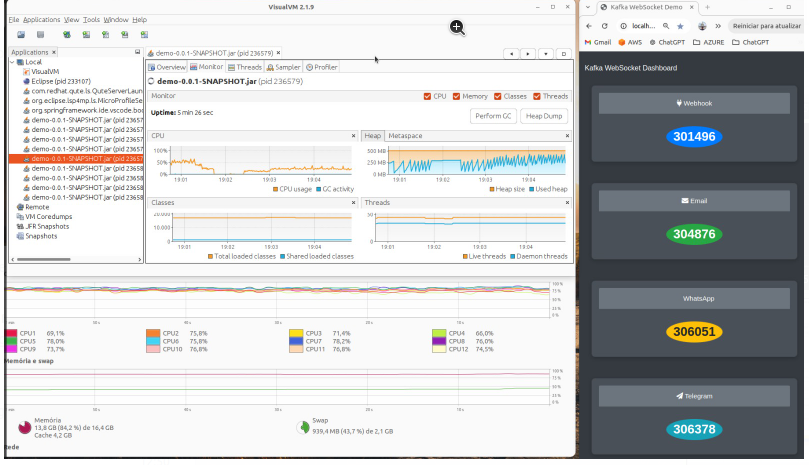 VisualVM 2.1.9
File Applications View Tools Window Help
Applications ×
Local
VisualVM
Eclipse (pid 233107)
com.redhat.qute.ls.QuteServerLaun
org.eclipse.lsp4mp.ls.MicroProfileSe
org.springframework.ide.vscode.bo
demo-0.0.1-SNAPSHOT.jar (pid 23657
demo-0.0.1-SNAPSHOT.jar (pid 23657
demo-0.0.1-SNAPSHOT.jar (pid 23657
demo-0.0.1-SNAPSHOT.jar (pid 23657
demo-0.0.1-SNAPSHOT.jar (pid 23657
demo-0.0.1-SNAPSHOT.jar (pid 23657
demo-0.0.1-SNAPSHOT.jar (pid 23658
demo-0.0.1-SNAPSHOT.jar (pid 23658
demo-0.0.1-SNAPSHOT.jar (pid 23658
Remote
VM Coredumps
JFR Snapshots
Snapshots
demo-0.0.1-SNAPSHOT.jar (pid 236579) ×
Overview Monitor Threads Sampler Profiler
demo-0.0.1-SNAPSHOT.jar (pid 236579)
Monitor CPU Memory Classes Threads
Uptime: 5 min 26 sec
Perform GC Heap Dump
CPU ×
100%
50%
0%
19:01 19:02 19:03 19:04
CPU usage GC activity
Heap Metaspace ×
500 MB
250 MB
0 MB
19:01 19:02 19:03 19:04
Heap size Used heap
Classes ×
20.000
10.000
0
19:01 19:02 19:03 19:04
Total loaded classes Shared loaded classes
Threads ×
50
0
19:01 19:02 19:03 19:04
Live threads Daemon threads
CPU1 69,1% CPU2 75,8% CPU3 71,4% CPU4 66,0%
CPU5 78,0% CPU6 75,8% CPU7 78,2% CPU8 76,0%
CPU9 73,7% CPU10 76,8% CPU11 76,8% CPU12 74,5%
Memória e swap
Memória
13,8 GB (84,2 %) de 16,4 GB
Cache 4,2 GB
Swap
939,4 MB (43,7 %) de 2,1 GB
Rede
Kafka WebSocket Demo ×
localh...
Reiniciar para atualizar
Gmail AWS ChatGPT AZURE ChatGPT
Kafka WebSocket Dashboard
Webhook
301496
Email
304876
WhatsApp
306051
Telegram
306378